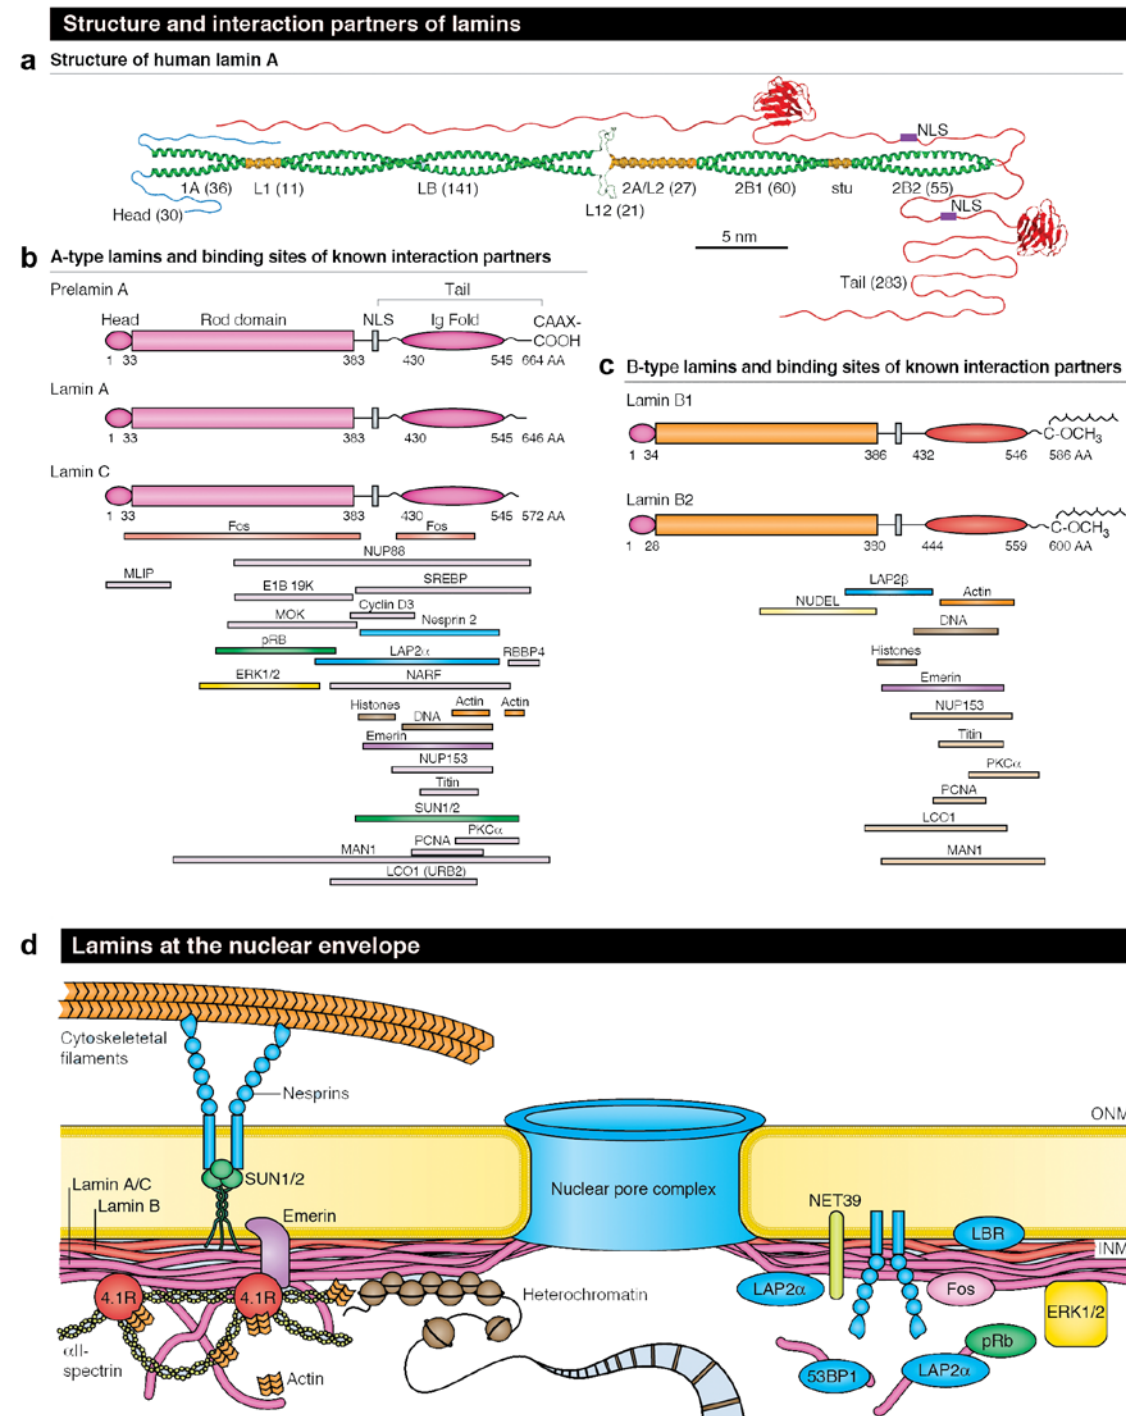 Structure and interaction partners of lamins
a Structure of human lamin A
NLS
1A (36) L1 (11) LB (141) 2A/L2 (27) 2B1 (60) stu 2B2 (55)
Head (30) L12 (21)
NLS
5 nm
Tail (283)
b A-type lamins and binding sites of known interaction partners
Prelamin A
Tail
Head Rod domain NLS Ig Fold CAAX-
COOH
1 33 383 430 545 664 AA
Lamin A
1 33 383 430 545 646 AA
Lamin C
1 33 383 430 545 572 AA
Fos Fos
NUP88
MLIP
E1B 19K SREBP
Cyclin D3
MOK Nesprin 2
pRB LAP2α RBBP4
ERK1/2 NARF
Histones Actin Actin
DNA
Emerin
NUP153
Titin
SUN1/2
PKCα
MAN1 PCNA
LCO1 (URB2)
c B-type lamins and binding sites of known interaction partners
Lamin B1
C-OCH3
1 34 386 432 546 586 AA
Lamin B2
C-OCH3
1 28 390 444 559 600 AA
LAP2β
NUDEL Actin
DNA
Histones
Emerin
NUP153
Titin
PKCα
PCNA
LCO1
MAN1
d Lamins at the nuclear envelope
Cytoskeletetal
filaments
Nesprins
ONM
SUN1/2
Lamin A/C
Lamin B
Emerin
Nuclear pore complex
NET39
LBR
INM
4.1R 4.1R
Heterochromatin
LAP2α
Fos
ERK1/2
αII-
spectrin
Actin
pRb
53BP1
LAP2α